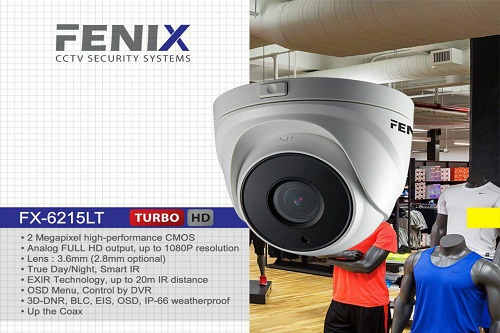 FENIX
CCTV SECURITY SYSTEMS
FEN
FX-6215LT TURBO HD
• 2 Megapixel high-performance CMOS
• Analog FULL HD output, up to 1080P resolution
• Lens : 3.6mm (2.8mm optional)
• True Day/Night, Smart IR
• EXIR Technology, up to 20m IR distance
• OSD Menu, Control by DVR
• 3D-DNR, BLC, EIS, OSD, IP-66 weatherproof
• Up the Coax